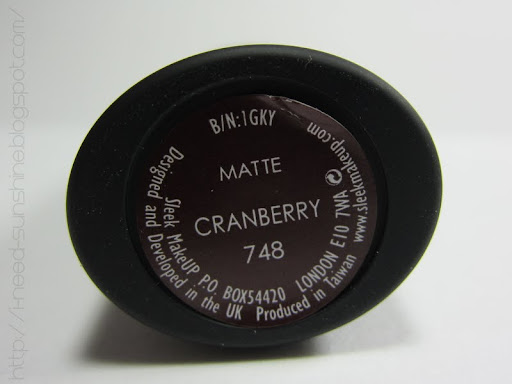 B/N:1GKY
MATTE
CRANBERRY
748
Sleek MakeUP P.O. BOX54420 LONDON E10 7WA
Designed and Developed in the UK Produced in Taiwan
www.sleekmakeup.com
http://i-need-sunshine.blogspot.com/